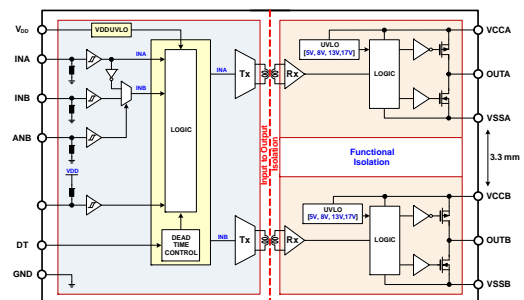 VDD
VDDUVLO
INA
INA
INA
INB
INB
ANB
VDD
LOGIC
DEAD
TIME
CONTROL
INB
DT
GND
Tx
Tx
Input to Output
Isolation
Rx
Rx
UVLO
[5V, 8V, 13V,17V]
LOGIC
VCCA
OUTA
VSSA
Functional
Isolation
3.3 mm
UVLO
[5V, 8V, 13V,17V]
LOGIC
VCCB
OUTB
VSSB